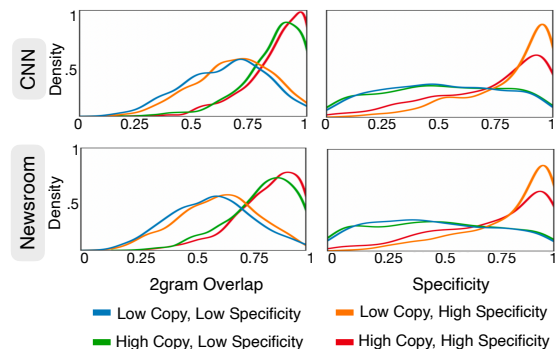 CNN
Density
1
.5
0 0.25 0.5 0.75 1
0 0.25 0.5 0.75 1
Newsroom
Density
1
.5
0 0.25 0.5 0.75 1
0 0.25 0.5 0.75 1
2gram Overlap
Specificity
Low Copy, Low Specificity
Low Copy, High Specificity
High Copy, Low Specificity
High Copy, High Specificity